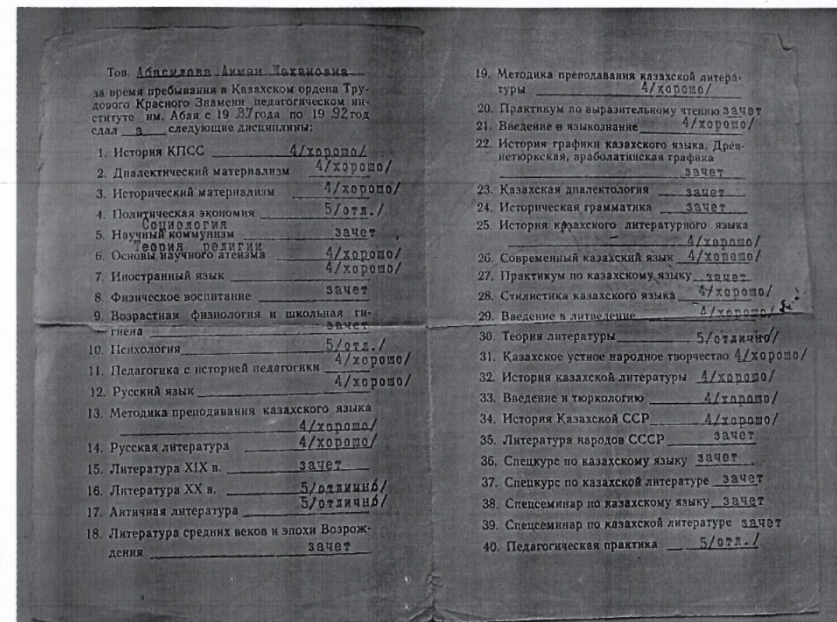 Тов. Абасилова Айман Жакановна
за время пребывания в Казахском ордена Тру-
дового Красного Знамени педагогическом ин-
ституте им. Абая с 19 87 года по 19 92 год
сдал а следующие дисциплины:
1. История КПСС 4/хорошо/
2. Диалектический материализм 4/хорошо/
3. Исторический материализм 4/хорошо/
4. Политическая экономия 5/отл./
Социология
5. Научный коммунизм зачет
Теория религии
6. Основы научного атеизма 4/хорошо/
7. Иностранный язык 4/хорошо/
8. Физическое воспитание зачет
9. Возрастная физиология и школьная ги-
гиена зачет
10. Психология 5/отл./
11. Педагогика с историей педагогики 4/хорошо/
12. Русский язык 4/хорошо/
13. Методика преподавания казахского языка
4/хорошо/
14. Русская литература 4/хорошо/
15. Литература XIX в. зачет
16. Литература XX в. 5/отлично/
17. Античная литература 5/отлично/
18. Литература средних веков и эпохи Возрож-
дения зачет
19. Методика преподавания казахской литера-
туры 4/хорошо/
20. Практикум по выразительному чтению зачет
21. Введение в языкознание 4/хорошо/
22. История графики казахского языка. Древ-
нетюркская, араболатинская графика
зачет
23. Казахская диалектология зачет
24. Историческая грамматика зачет
25. История казахского литературного языка
4/хорошо/
26. Современный казахский язык 4/хорошо/
27. Практикум по казахскому языку зачет
28. Стилистика казахского языка 4/хорошо/
29. Введение в литведение 4/хорошо/
30. Теория литературы 5/отлично/
31. Казахское устное народное творчество 4/хорошо/
32. История казахской литературы 4/хорошо/
33. Введение в тюркологию 4/хорошо/
34. История Казахской ССР 4/хорошо/
35. Литература народов СССР зачет
36. Спецкурс по казахскому языку зачет
37. Спецкурс по казахской литературе зачет
38. Спецсеминар по казахскому языку зачет
39. Спецсеминар по казахской литературе зачет
40. Педагогическая практика 5/отл./